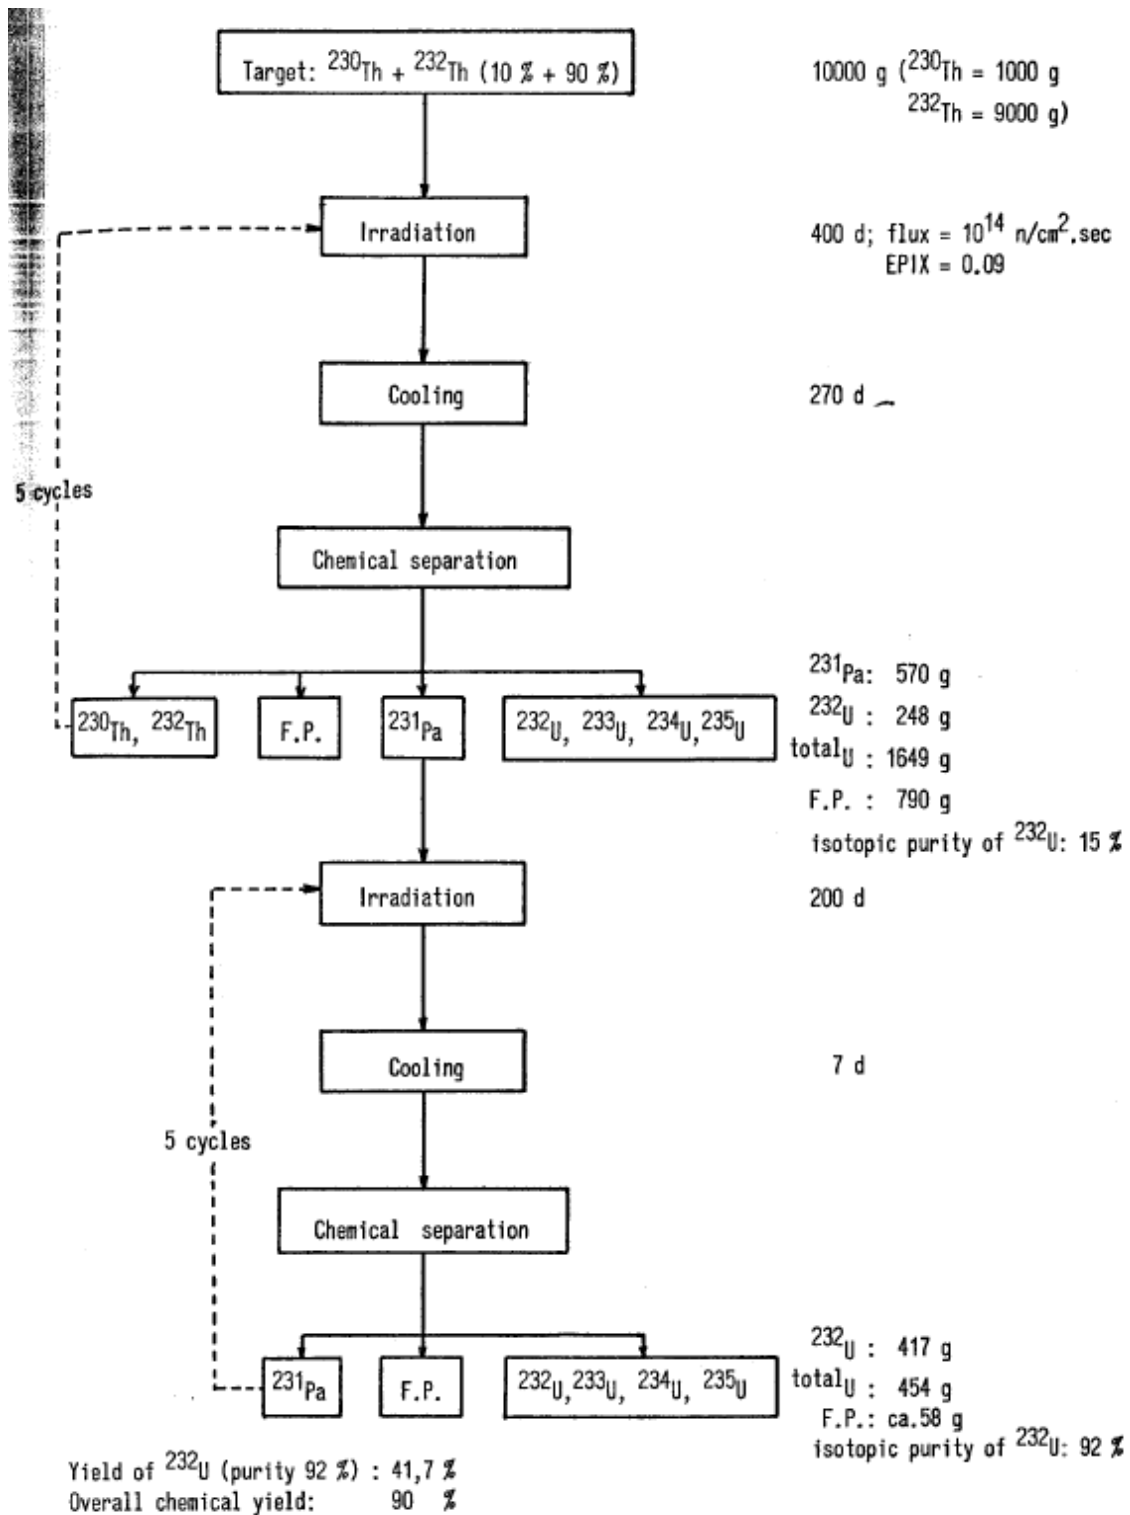 Target: ²³⁰Th + ²³²Th (10 % + 90 %)
10000 g (²³⁰Th = 1000 g
²³²Th = 9000 g)
Irradiation
400 d; flux = 10¹⁴ n/cm².sec
EPIX = 0.09
Cooling
270 d
5 cycles
Chemical separation
²³⁰Th, ²³²Th
F.P.
²³¹Pa
²³²U, ²³³U, ²³⁴U, ²³⁵U
²³¹Pa: 570 g
²³²U : 248 g
totalU : 1649 g
F.P. : 790 g
isotopic purity of ²³²U: 15 %
Irradiation
200 d
Cooling
7 d
5 cycles
Chemical separation
²³¹Pa
F.P.
²³²U, ²³³U, ²³⁴U, ²³⁵U
²³²U : 417 g
totalU : 454 g
F.P.: ca.58 g
isotopic purity of ²³²U: 92 %
Yield of ²³²U (purity 92 %) : 41,7 %
Overall chemical yield: 90 %